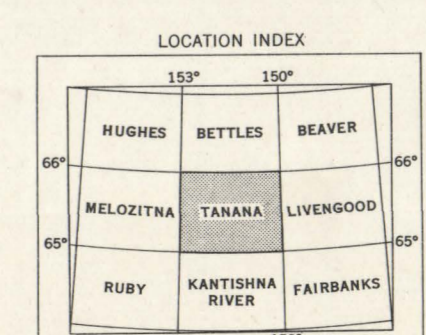 LOCATION INDEX
153° 150°
HUGHES BETTLES BEAVER
66° 66°
MELOZITNA TANANA LIVENGOOD
65° 65°
RUBY KANTISHNA RIVER FAIRBANKS